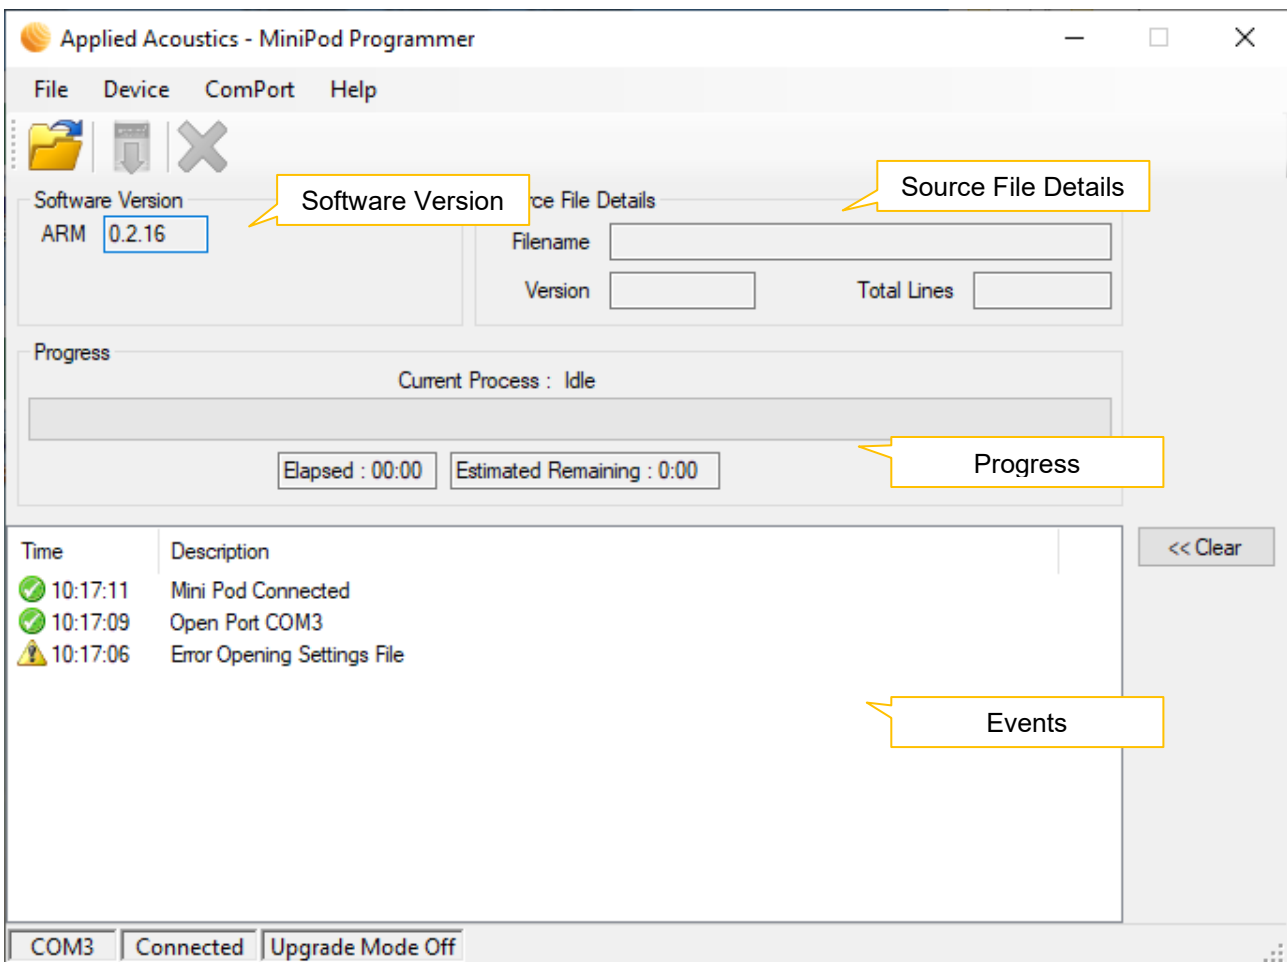 Applied Acoustics - MiniPod Programmer
File Device ComPort Help
Software Version
Software Version
Source File Details
rce File Details
ARM 0.2.16
Filename
Version Total Lines
Progress
Current Process : Idle
Elapsed : 00:00 Estimated Remaining : 0:00
Progress
Time Description
<< Clear
10:17:11 Mini Pod Connected
10:17:09 Open Port COM3
10:17:06 Error Opening Settings File
Events
COM3 Connected Upgrade Mode Off